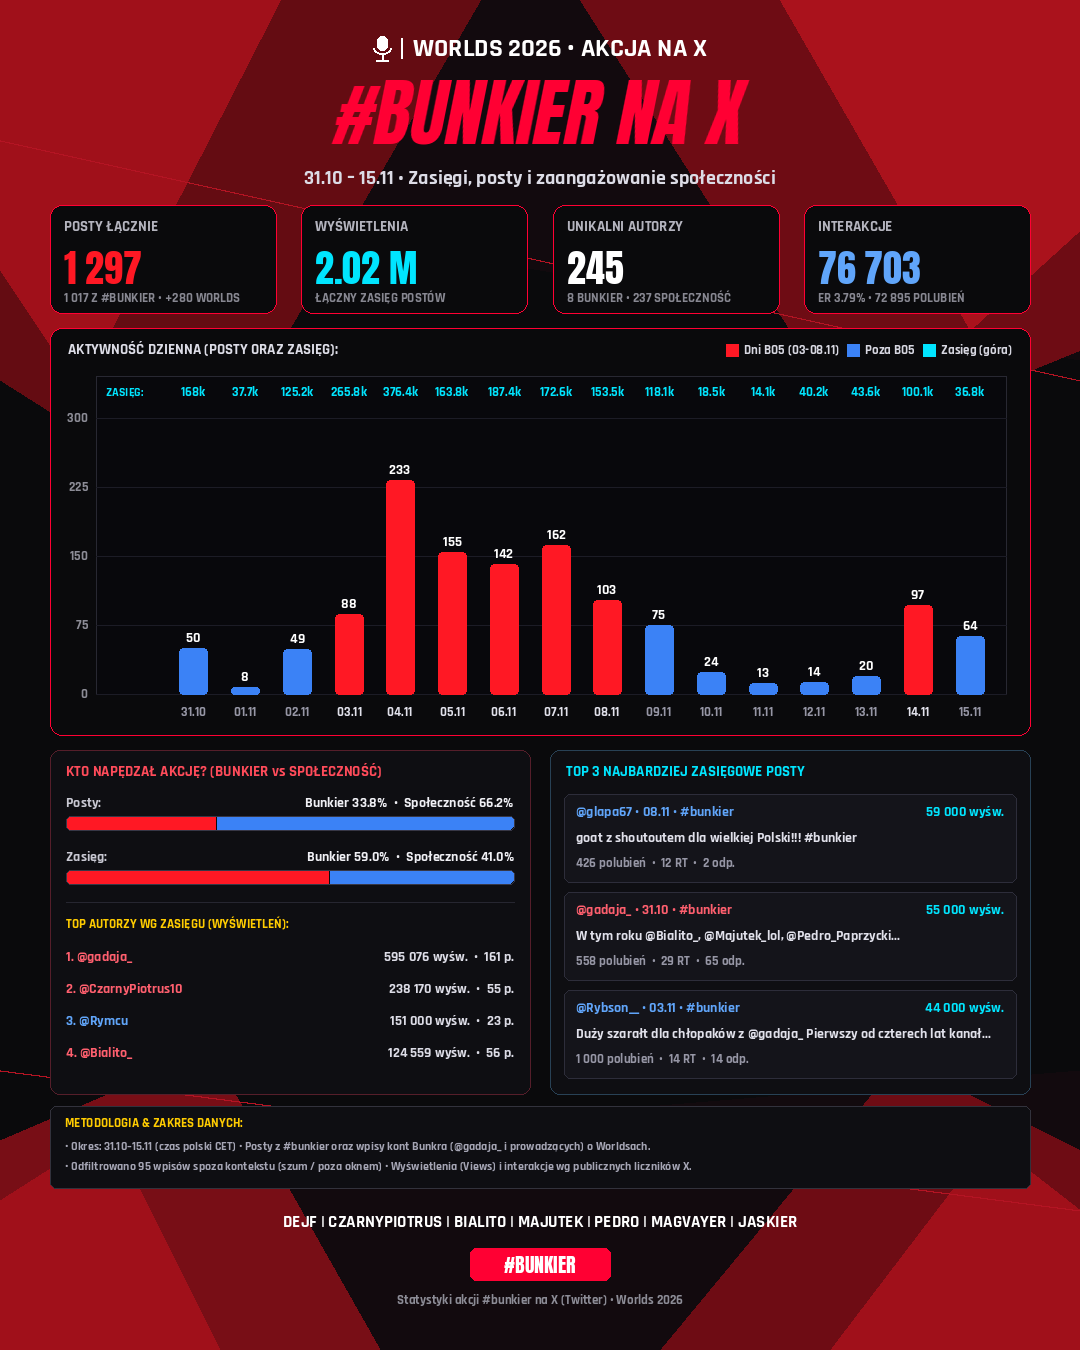 | WORLDS 2026 • AKCJA NA X
#BUNKIER NA X
31.10 – 15.11 • Zasięgi, posty i zaangażowanie społeczności
POSTY ŁĄCZNIE
1 297
1 017 Z #BUNKIER • +280 WORLDS
WYŚWIETLENIA
2.02 M
ŁĄCZNY ZASIĘG POSTÓW
UNIKALNI AUTORZY
245
8 BUNKIER • 237 SPOŁECZNOŚĆ
INTERAKCJE
76 703
ER 3.79% • 72 895 POLUBIEŃ
AKTYWNOŚĆ DZIENNA (POSTY ORAZ ZASIĘG):
Dni BO5 (03-08.11) Poza BO5 Zasięg (góra)
ZASIĘG: 168k 37.7k 125.2k 265.8k 376.4k 163.8k 187.4k 172.6k 153.5k 118.1k 18.5k 14.1k 40.2k 43.6k 100.1k 36.8k
300
225
150
75
0
50 8 49 88 233 155 142 162 103 75 24 13 14 20 97 64
31.10 01.11 02.11 03.11 04.11 05.11 06.11 07.11 08.11 09.11 10.11 11.11 12.11 13.11 14.11 15.11
KTO NAPĘDZAŁ AKCJĘ? (BUNKIER vs SPOŁECZNOŚĆ)
Posty: Bunkier 33.8% • Społeczność 66.2%
Zasięg: Bunkier 59.0% • Społeczność 41.0%
TOP AUTORZY WG ZASIĘGU (WYŚWIETLEŃ):
1. @gadaja_ 595 076 wyśw. • 161 p.
2. @CzarnyPiotrus10 238 170 wyśw. • 55 p.
3. @Rymcu 151 000 wyśw. • 23 p.
4. @Bialito_ 124 559 wyśw. • 56 p.
TOP 3 NAJBARDZIEJ ZASIĘGOWE POSTY
@glapa67 • 08.11 • #bunkier 59 000 wyśw.
goat z shoutoutem dla wielkiej Polski!!! #bunkier
426 polubień • 12 RT • 2 odp.
@gadaja_ • 31.10 • #bunkier 55 000 wyśw.
W tym roku @Bialito_, @Majutek_lol, @Pedro_Paprzycki...
558 polubień • 29 RT • 65 odp.
@Rybson__ • 03.11 • #bunkier 44 000 wyśw.
Duży szarałt dla chłopaków z @gadaja_ Pierwszy od czterech lat kanał...
1 000 polubień • 14 RT • 14 odp.
METODOLOGIA & ZAKRES DANYCH:
• Okres: 31.10–15.11 (czas polski CET) • Posty z #bunkier oraz wpisy kont Bunkra (@gadaja_ i prowadzących) o Worldsach.
• Odfiltrowano 95 wpisów spoza kontekstu (szum / poza oknem) • Wyświetlenia (Views) i interakcje wg publicznych liczników X.
DEJF | CZARNYPIOTRUS | BIALITO | MAJUTEK | PEDRO | MAGVAYER | JASKIER
#BUNKIER
Statystyki akcji #bunkier na X (Twitter) • Worlds 2026